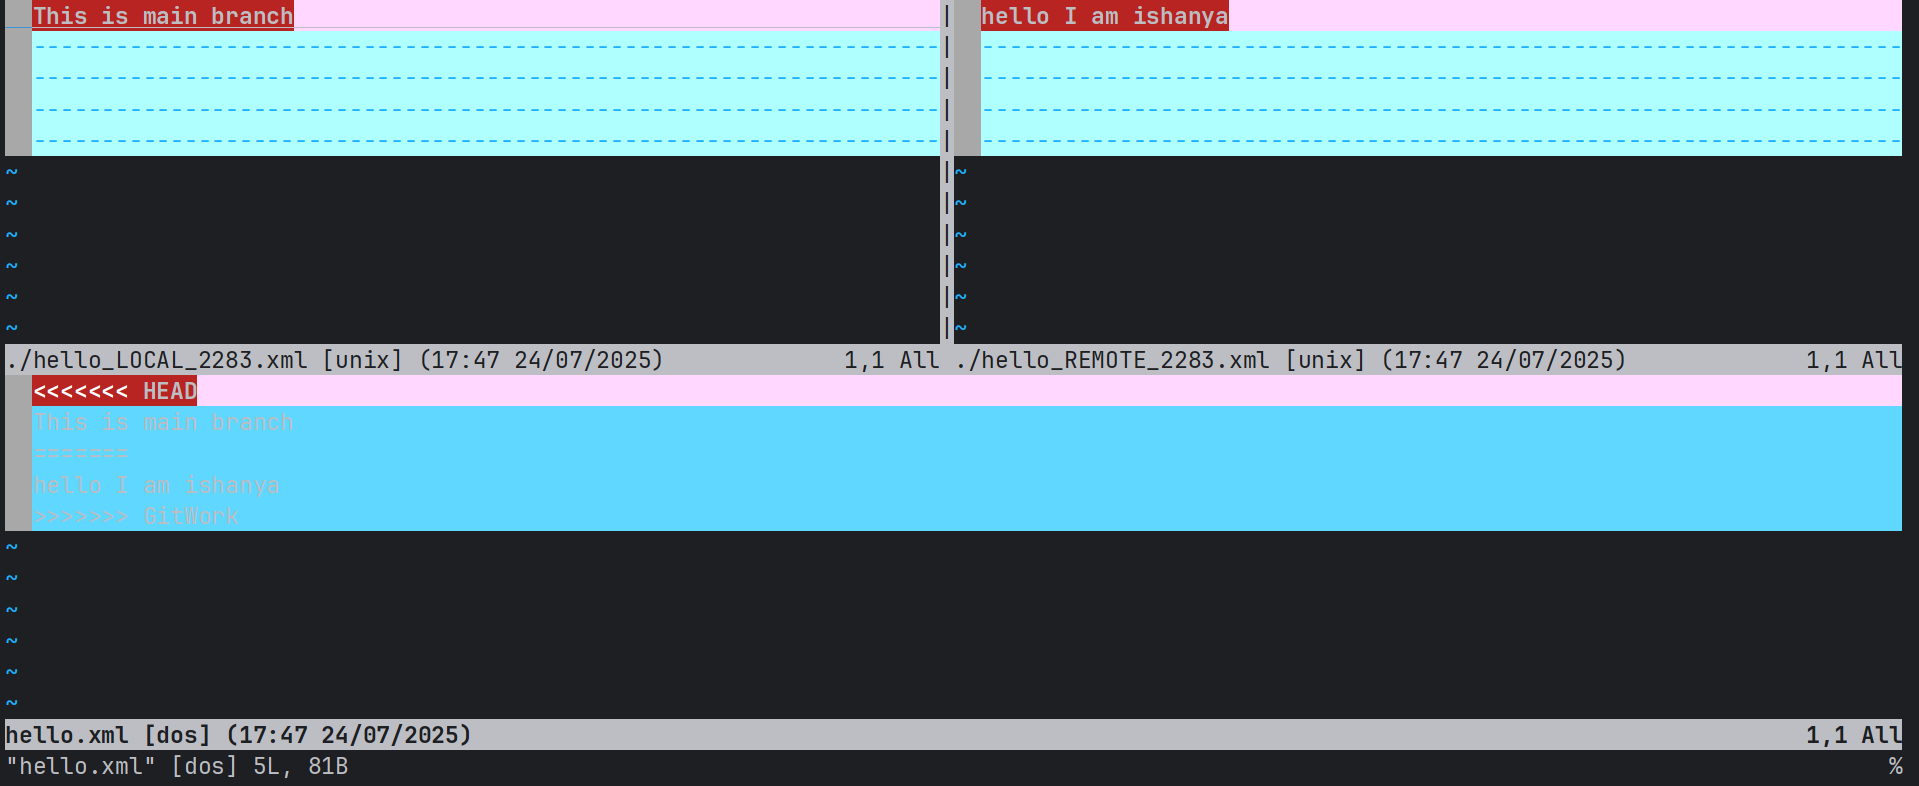 This is main branch
hello I am ishanya
~
~
~
~
~
~
~
~
~
~
~
~
./hello_LOCAL_2283.xml [unix] (17:47 24/07/2025) 1,1 All ./hello_REMOTE_2283.xml [unix] (17:47 24/07/2025) 1,1 All
<<<<<<< HEAD
This is main branch
=======
hello I am ishanya
>>>>>>> GitWork
~
~
~
~
~
~
hello.xml [dos] (17:47 24/07/2025) 1,1 All
"hello.xml" [dos] 5L, 81B %